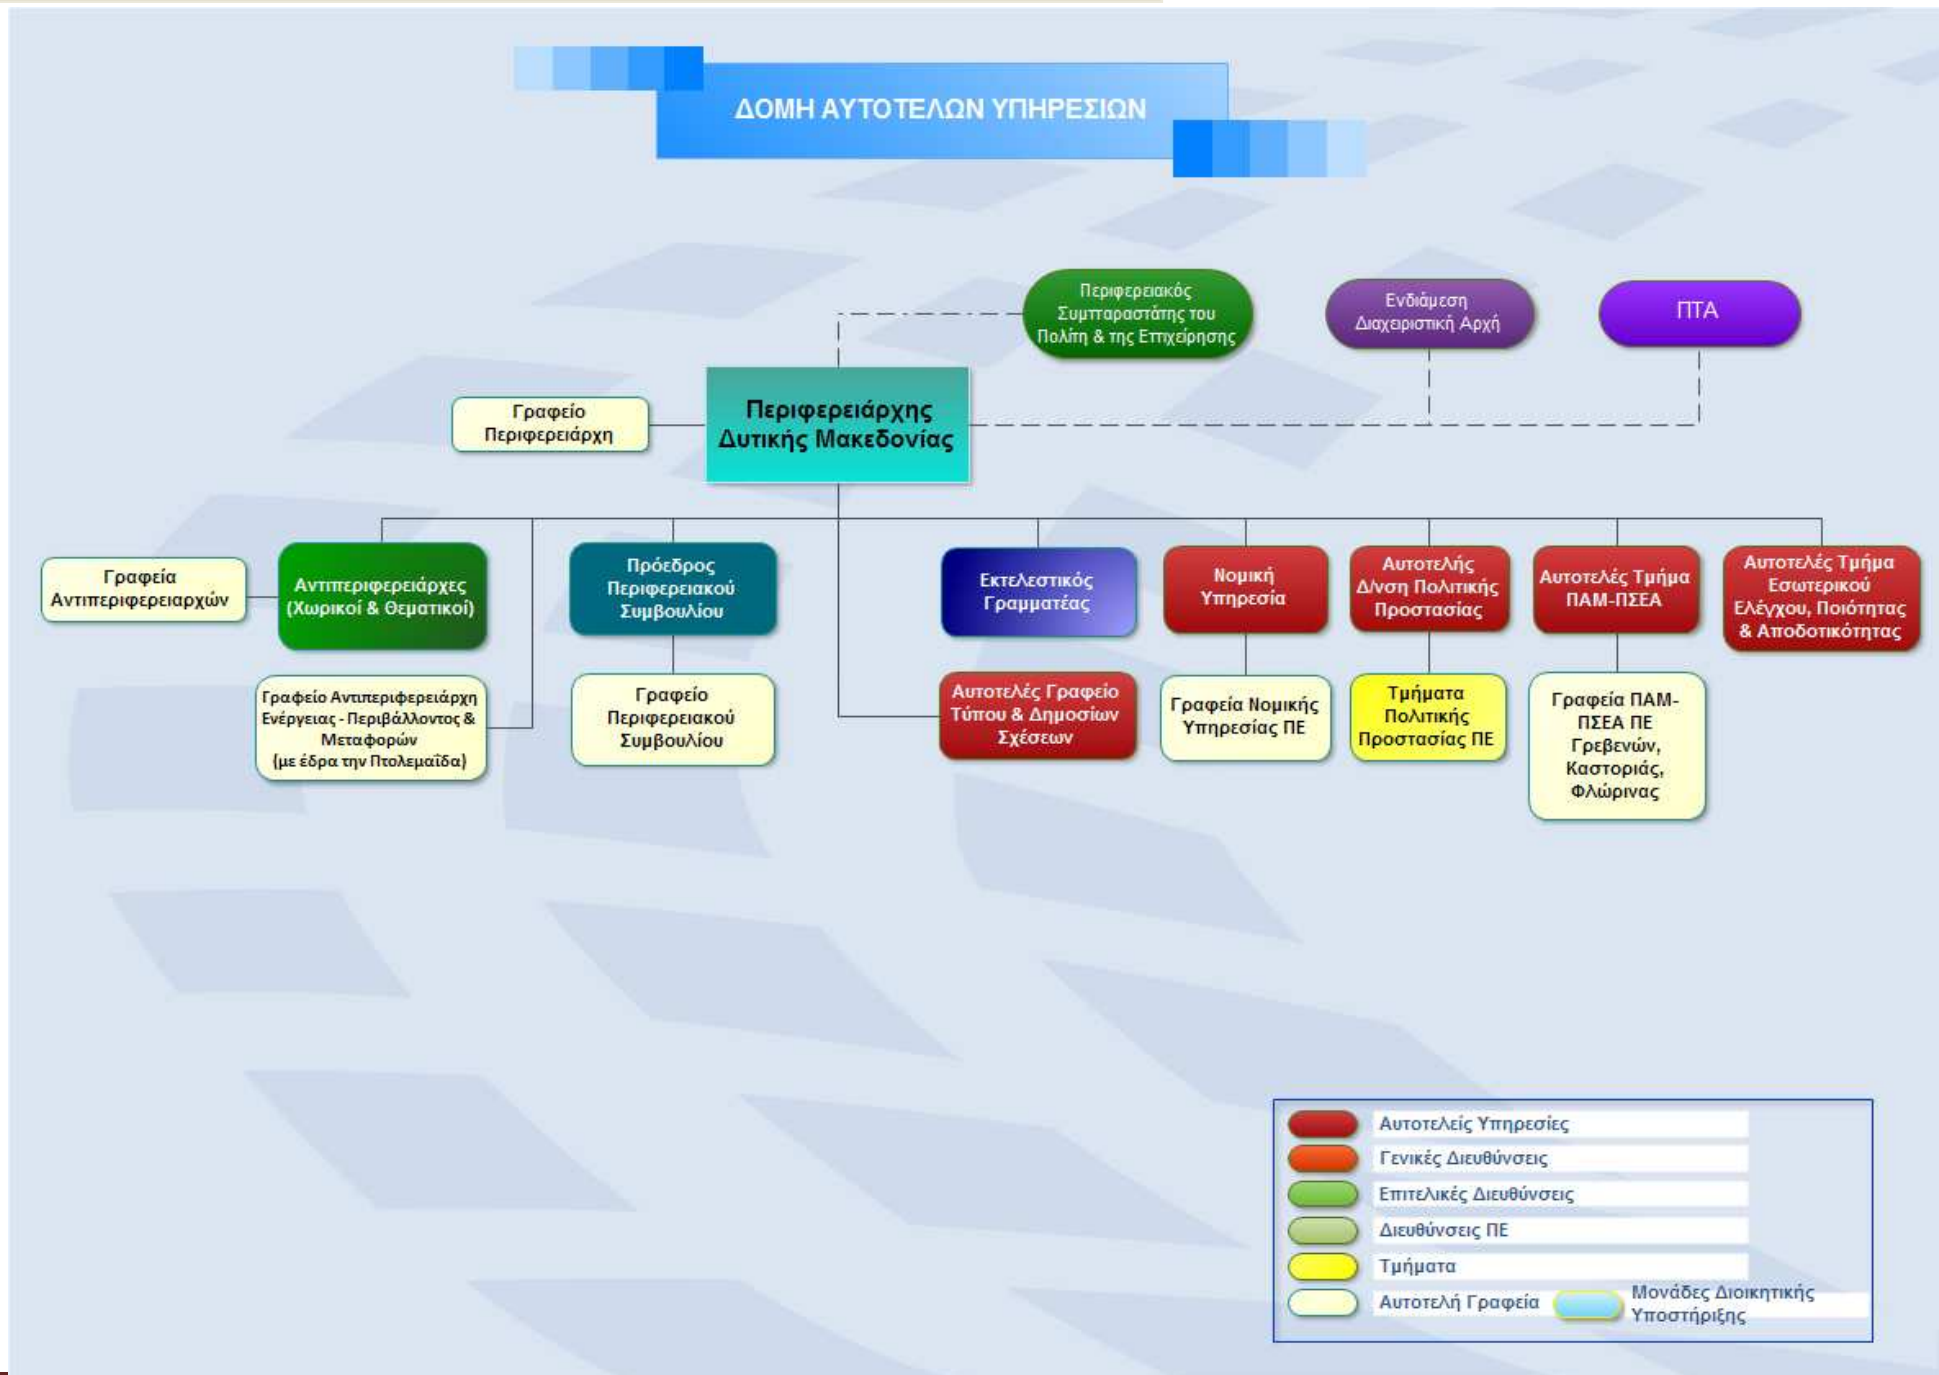 ΔΟΜΗ ΑΥΤΟΤΕΛΩΝ ΥΠΗΡΕΣΙΩΝ
Περιφερειακός
Συμπαραστάτης του
Πολίτη & της Επιχείρησης
Ενδιάμεση
Διαχειριστική Αρχή
ΠΤΑ
Γραφείο
Περιφερειάρχη
Περιφερειάρχης
Δυτικής Μακεδονίας
Γραφεία
Αντιπεριφερειαρχών
Αντιπεριφερειάρχες
(Χωρικοί & Θεματικοί)
Πρόεδρος
Περιφερειακού
Συμβουλίου
Εκτελεστικός
Γραμματέας
Νομική
Υπηρεσία
Αυτοτελής
Δ/νση Πολιτικής
Προστασίας
Αυτοτελές Τμήμα
ΠΑΜ-ΠΣΕΑ
Αυτοτελές Τμήμα
Εσωτερικού
Ελέγχου, Ποιότητας
& Αποδοτικότητας
Γραφείο Αντιπεριφερειάρχη
Ενέργειας - Περιβάλλοντος &
Μεταφορών
(με έδρα την Πτολεμαΐδα)
Γραφείο
Περιφερειακού
Συμβουλίου
Αυτοτελές Γραφείο
Τύπου & Δημοσίων
Σχέσεων
Γραφεία Νομικής
Υπηρεσίας ΠΕ
Τμήματα
Πολιτικής
Προστασίας ΠΕ
Γραφεία ΠΑΜ-
ΠΣΕΑ ΠΕ
Γρεβενών,
Καστοριάς,
Φλώρινας
Αυτοτελείς Υπηρεσίες
Γενικές Διευθύνσεις
Επιτελικές Διευθύνσεις
Διευθύνσεις ΠΕ
Τμήματα
Αυτοτελή Γραφεία
Μονάδες Διοικητικής
Υποστήριξης